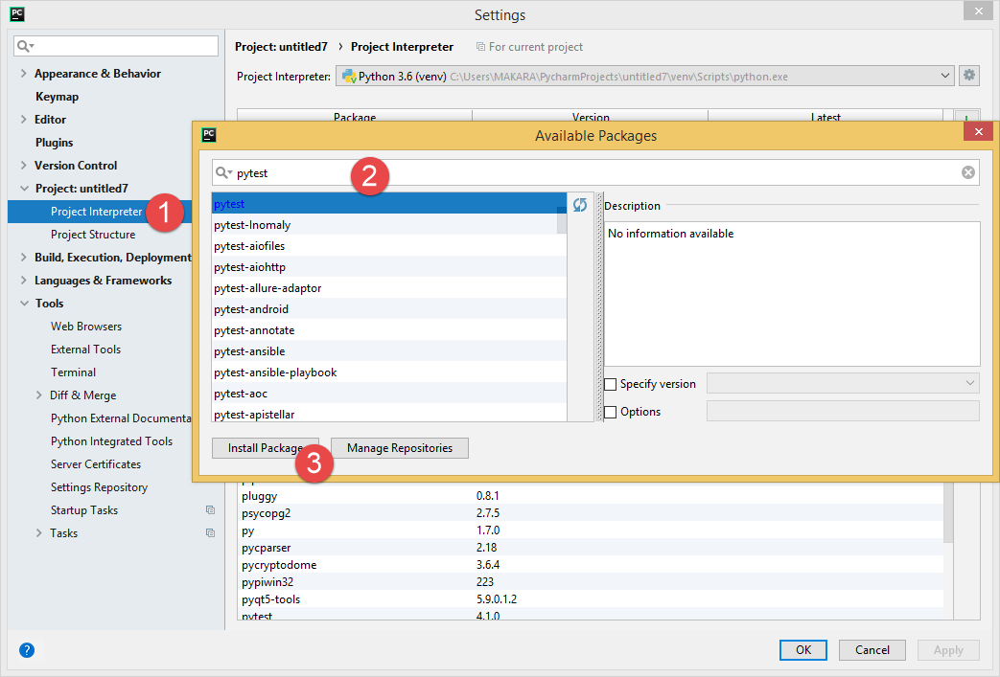 PC
Settings
Project: untitled7 › Project Interpreter For current project
Project Interpreter: Python 3.6 (venv) C:\Users\MAKARA\PycharmProjects\untitled7\venv\Scripts\python.exe
Package Version Latest
Appearance & Behavior
Keymap
Editor
Plugins
Version Control
Project: untitled7
Project Interpreter 1
Project Structure
Build, Execution, Deployment
Languages & Frameworks
Tools
Web Browsers
External Tools
Terminal
Diff & Merge
Python External Documenta
Python Integrated Tools
Server Certificates
Settings Repository
Startup Tasks
Tasks
PC
Available Packages
pytest 2
pytest
pytest-Inomaly
pytest-aiofiles
pytest-aiohttp
pytest-allure-adaptor
pytest-android
pytest-annotate
pytest-ansible
pytest-ansible-playbook
pytest-aoc
pytest-apistellar
Description
No information available
Specify version
Options
Install Package 3
Manage Repositories
pluggy 0.8.1
psycopg2 2.7.5
py 1.7.0
pycparser 2.18
pycryptodome 3.6.4
pypiwin32 223
pyqt5-tools 5.9.0.1.2
pytest 4.1.0
?
OK Cancel Apply